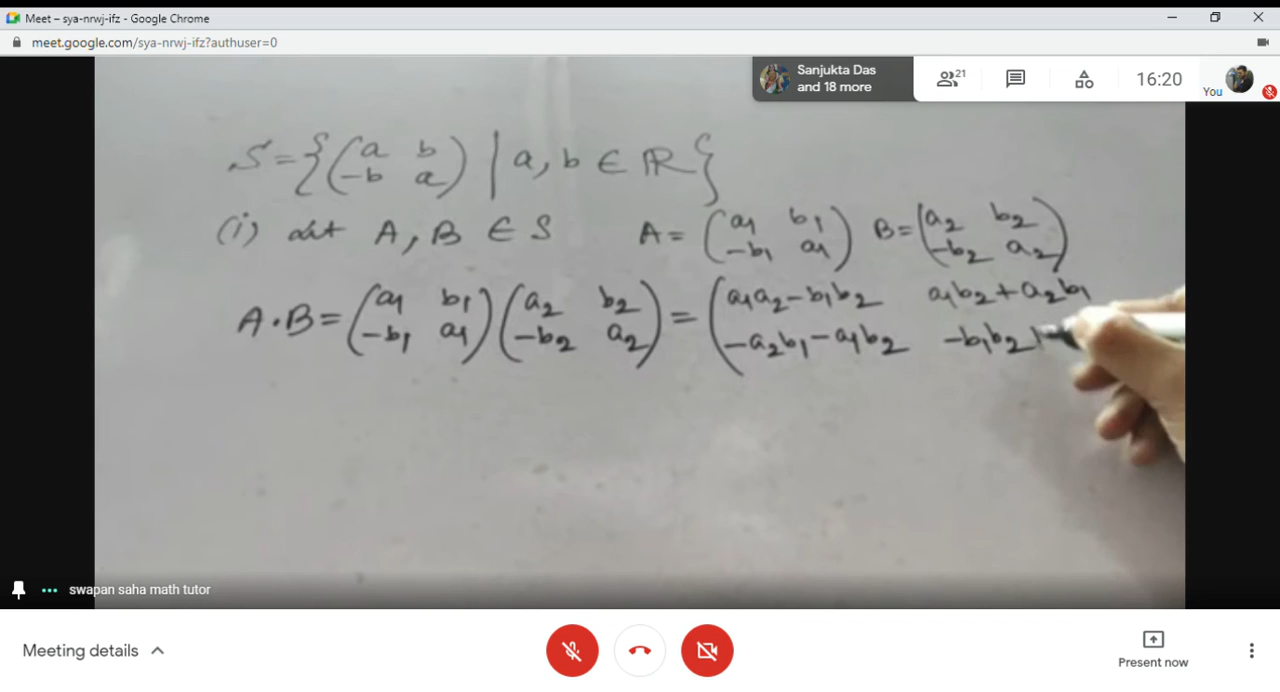 Meet – sya-nrwj-ifz - Google Chrome
meet.google.com/sya-nrwj-ifz?authuser=0
Sanjukta Das
and 18 more
21
16:20
You
S = { ( a b ) | a, b ∈ ℝ }
-b a
(i) Let A, B ∈ S A = ( a₁ b₁ ) B = ( a₂ b₂ )
-b₁ a₁ -b₂ a₂
A · B = ( a₁ b₁ ) ( a₂ b₂ ) = ( a₁a₂ - b₁b₂ a₁b₂ + a₂b₁
-b₁ a₁ -b₂ a₂ -a₂b₁ - a₁b₂ -b₁b₂
swapan saha math tutor
Meeting details
Present now